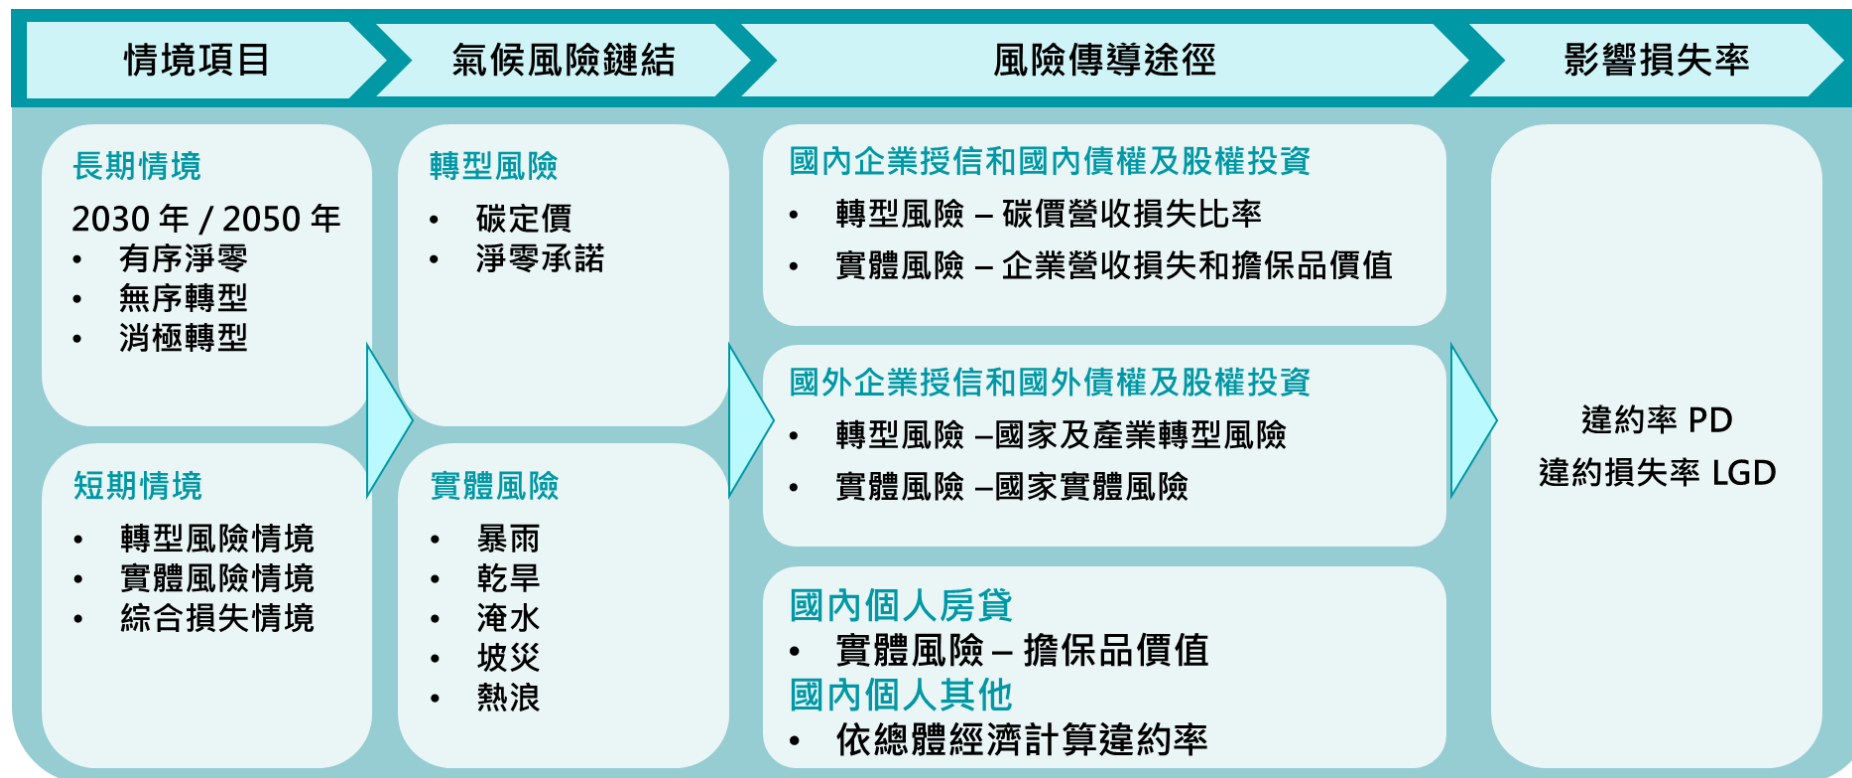 情境項目
氣候風險鏈結
風險傳導途徑
影響損失率
長期情境
2030 年 / 2050 年
• 有序淨零
• 無序轉型
• 消極轉型
短期情境
• 轉型風險情境
• 實體風險情境
• 綜合損失情境
轉型風險
• 碳定價
• 淨零承諾
實體風險
• 暴雨
• 乾旱
• 淹水
• 坡災
• 熱浪
國內企業授信和國內債權及股權投資
• 轉型風險 – 碳價營收損失比率
• 實體風險 – 企業營收損失和擔保品價值
國外企業授信和國外債權及股權投資
• 轉型風險 –國家及產業轉型風險
• 實體風險 –國家實體風險
國內個人房貸
• 實體風險 – 擔保品價值
國內個人其他
• 依總體經濟計算違約率
違約率 PD
違約損失率 LGD